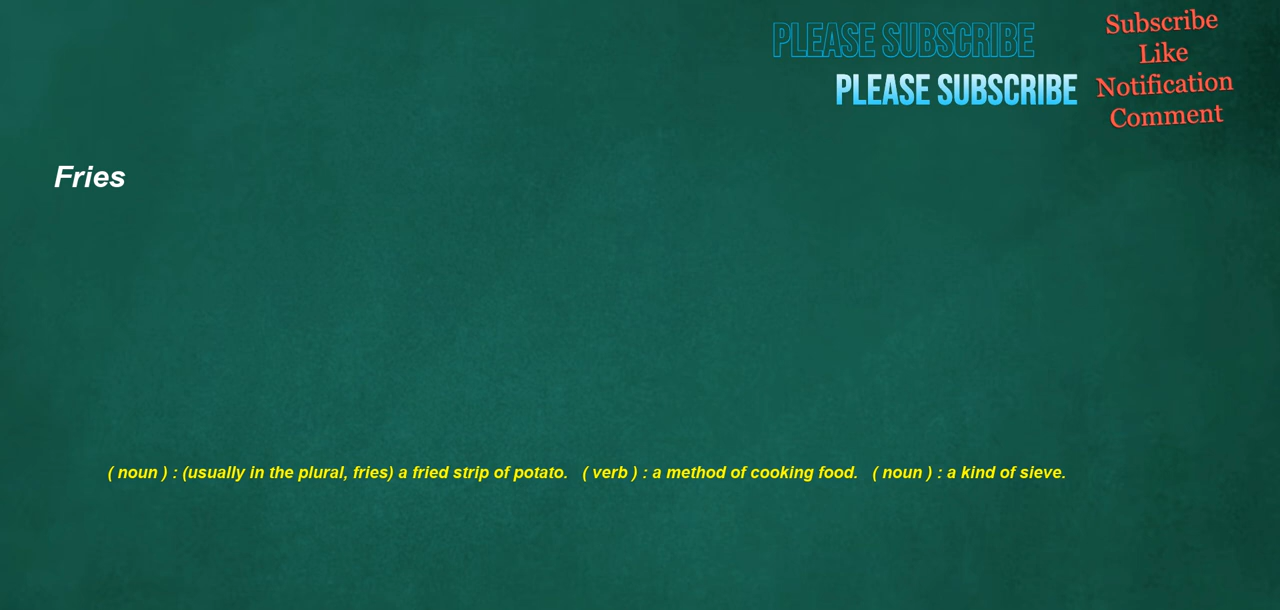 PLEASE SUBSCRIBE
PLEASE SUBSCRIBE
Subscribe
Like
Notification
Comment
Fries
( noun ) : (usually in the plural, fries) a fried strip of potato.   ( verb ) : a method of cooking food.   ( noun ) : a kind of sieve.